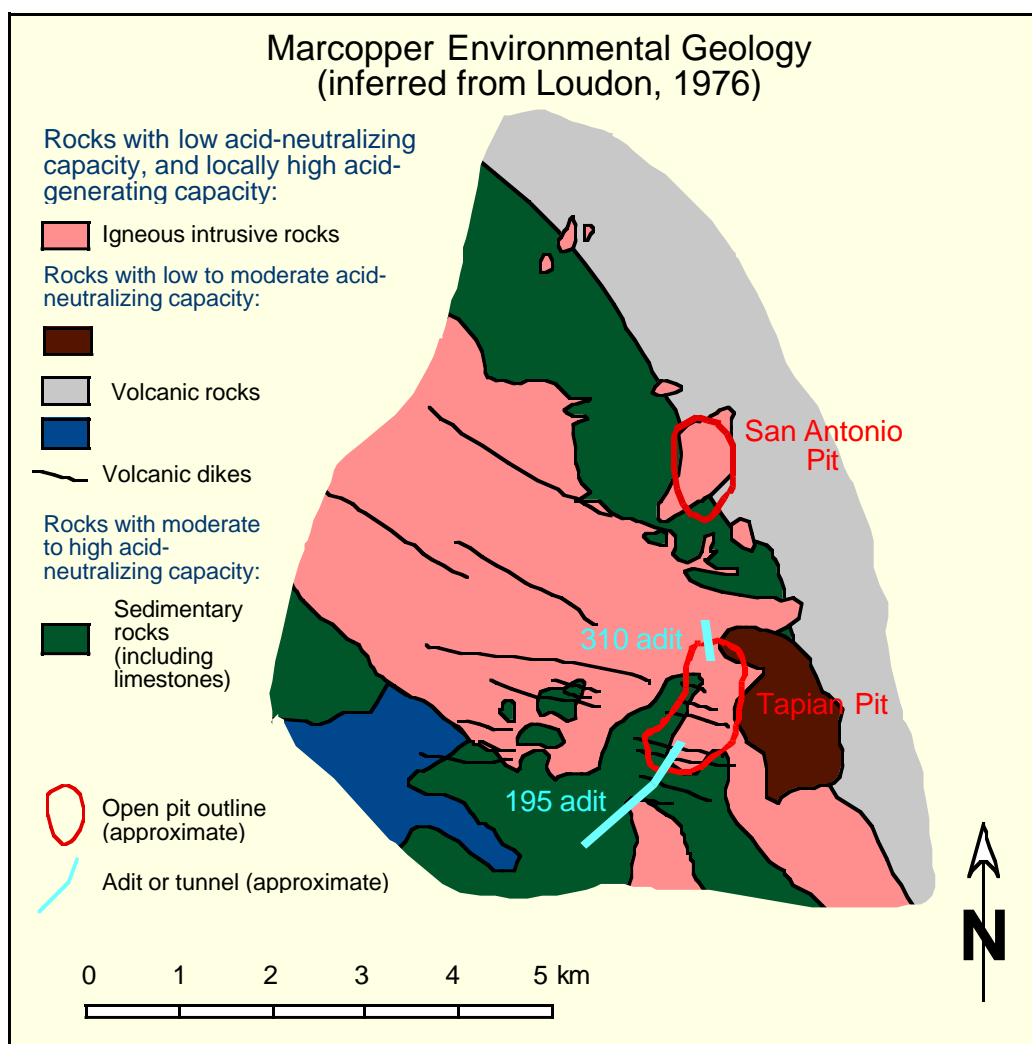 Marcopper Environmental Geology
(inferred from Loudon, 1976)
Rocks with low acid-neutralizing
capacity, and locally high acid-
generating capacity:
Igneous intrusive rocks
Rocks with low to moderate acid-
neutralizing capacity:
Volcanic rocks
Volcanic dikes
Rocks with moderate
to high acid-
neutralizing capacity:
Sedimentary
rocks
(including
limestones)
Open pit outline
(approximate)
Adit or tunnel (approximate)
San Antonio
Pit
310 adit
Tapian Pit
195 adit
N
0 1 2 3 4 5 km